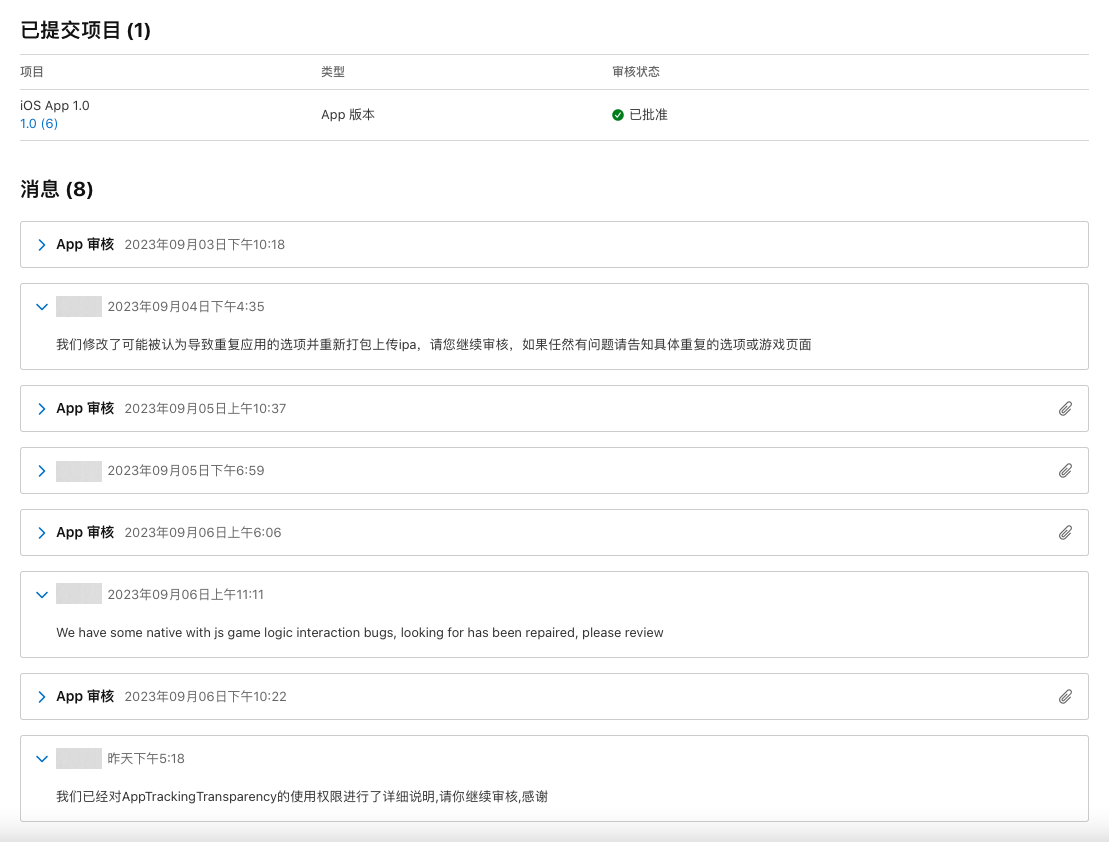 已提交项目 (1)
项目 类型 审核状态
iOS App 1.0
1.0 (6) App 版本 已批准
消息 (8)
App 审核 2023年09月03日下午10:18
2023年09月04日下午4:35
我们修改了可能被认为导致重复应用的选项并重新打包上传ipa，请您继续审核，如果任然有问题请告知具体重复的选项或游戏页面
App 审核 2023年09月05日上午10:37
2023年09月05日下午6:59
App 审核 2023年09月06日上午6:06
2023年09月06日上午11:11
We have some native with js game logic interaction bugs, looking for has been repaired, please review
App 审核 2023年09月06日下午10:22
昨天下午5:18
我们已经对AppTrackingTransparency的使用权限进行了详细说明,请你继续审核,感谢